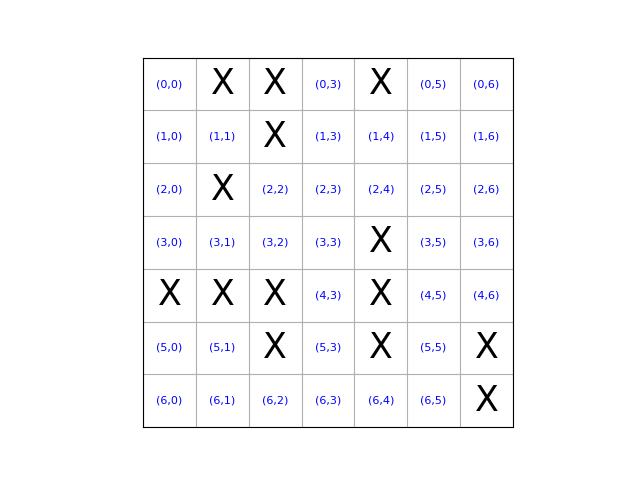 (0,0) X X (0,3) X (0,5) (0,6)
(1,0) (1,1) X (1,3) (1,4) (1,5) (1,6)
(2,0) X (2,2) (2,3) (2,4) (2,5) (2,6)
(3,0) (3,1) (3,2) (3,3) X (3,5) (3,6)
X X X (4,3) X (4,5) (4,6)
(5,0) (5,1) X (5,3) X (5,5) X
(6,0) (6,1) (6,2) (6,3) (6,4) (6,5) X